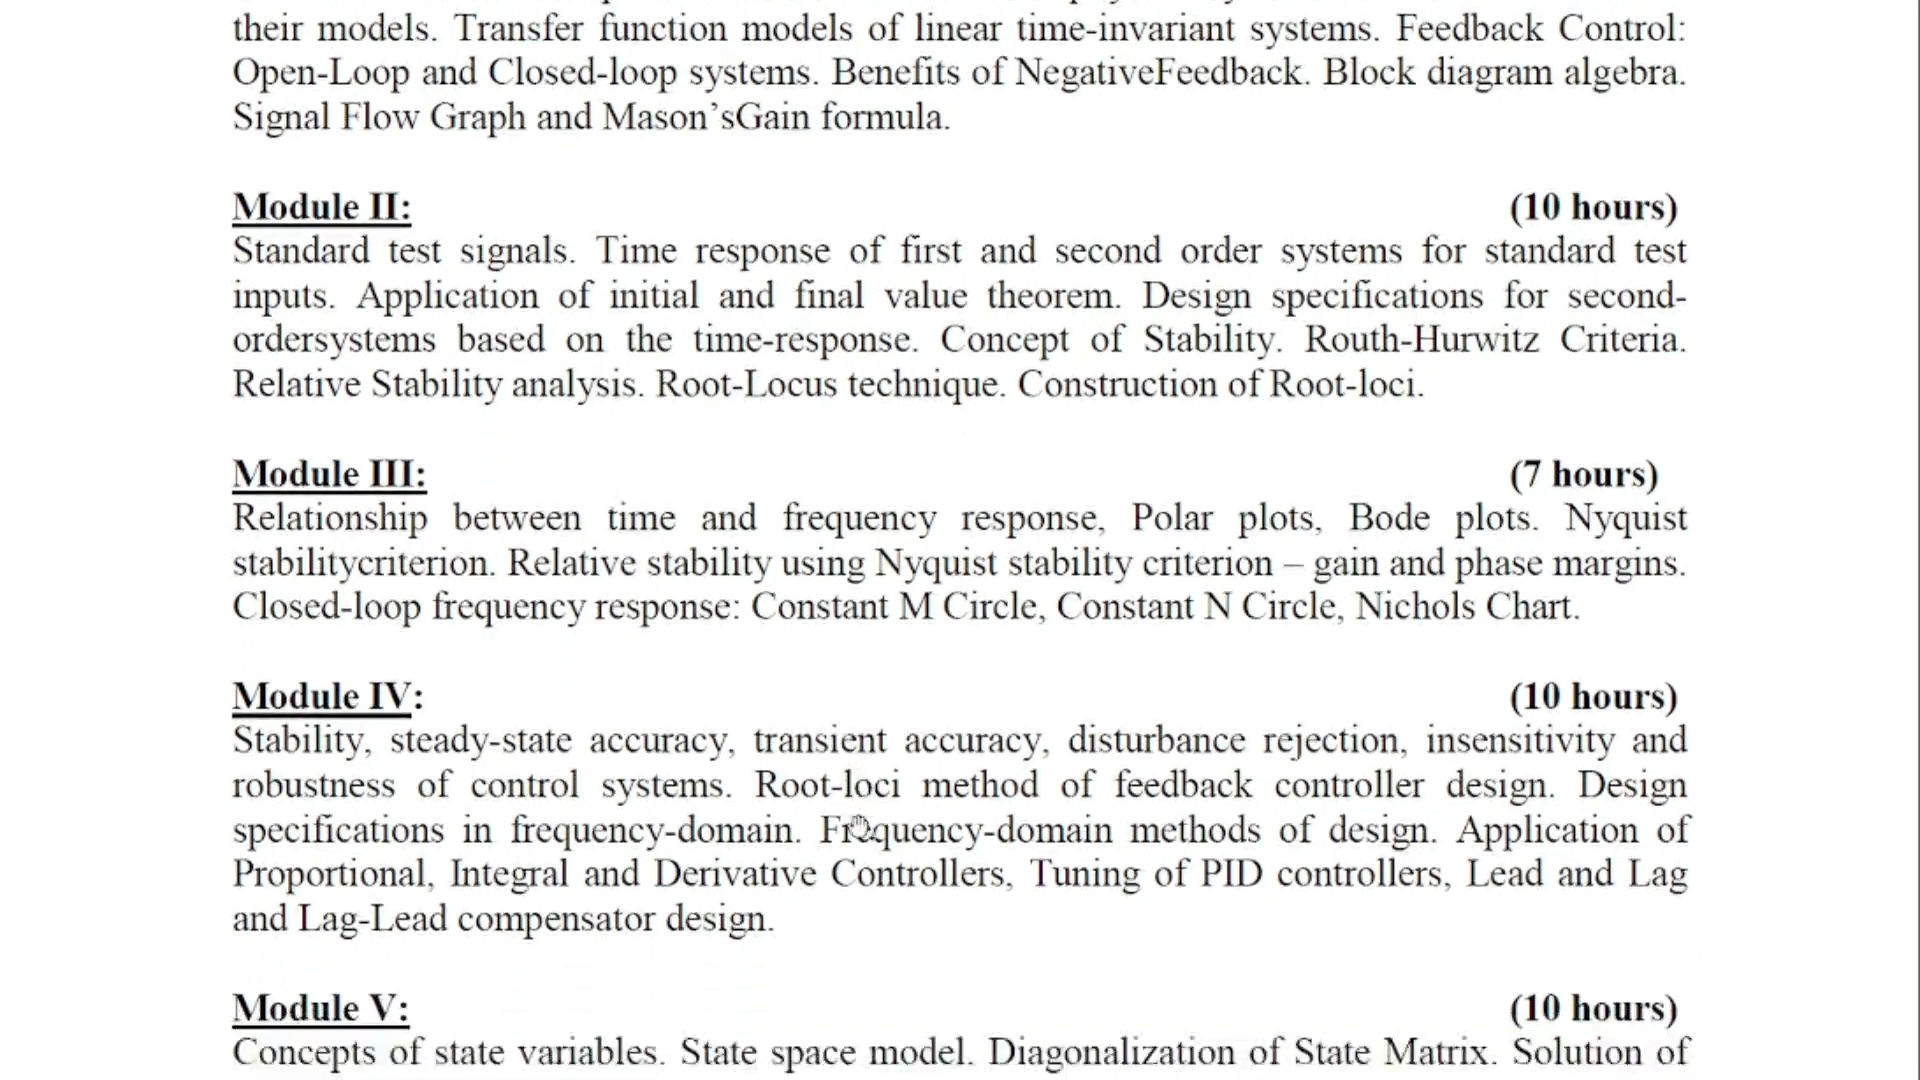 their models. Transfer function models of linear time-invariant systems. Feedback Control:
Open-Loop and Closed-loop systems. Benefits of NegativeFeedback. Block diagram algebra.
Signal Flow Graph and Mason’sGain formula.
Module II: (10 hours)
Standard test signals. Time response of first and second order systems for standard test
inputs. Application of initial and final value theorem. Design specifications for second-
ordersystems based on the time-response. Concept of Stability. Routh-Hurwitz Criteria.
Relative Stability analysis. Root-Locus technique. Construction of Root-loci.
Module III: (7 hours)
Relationship between time and frequency response, Polar plots, Bode plots. Nyquist
stabilitycriterion. Relative stability using Nyquist stability criterion – gain and phase margins.
Closed-loop frequency response: Constant M Circle, Constant N Circle, Nichols Chart.
Module IV: (10 hours)
Stability, steady-state accuracy, transient accuracy, disturbance rejection, insensitivity and
robustness of control systems. Root-loci method of feedback controller design. Design
specifications in frequency-domain. Frequency-domain methods of design. Application of
Proportional, Integral and Derivative Controllers, Tuning of PID controllers, Lead and Lag
and Lag-Lead compensator design.
Module V: (10 hours)
Concepts of state variables. State space model. Diagonalization of State Matrix. Solution of